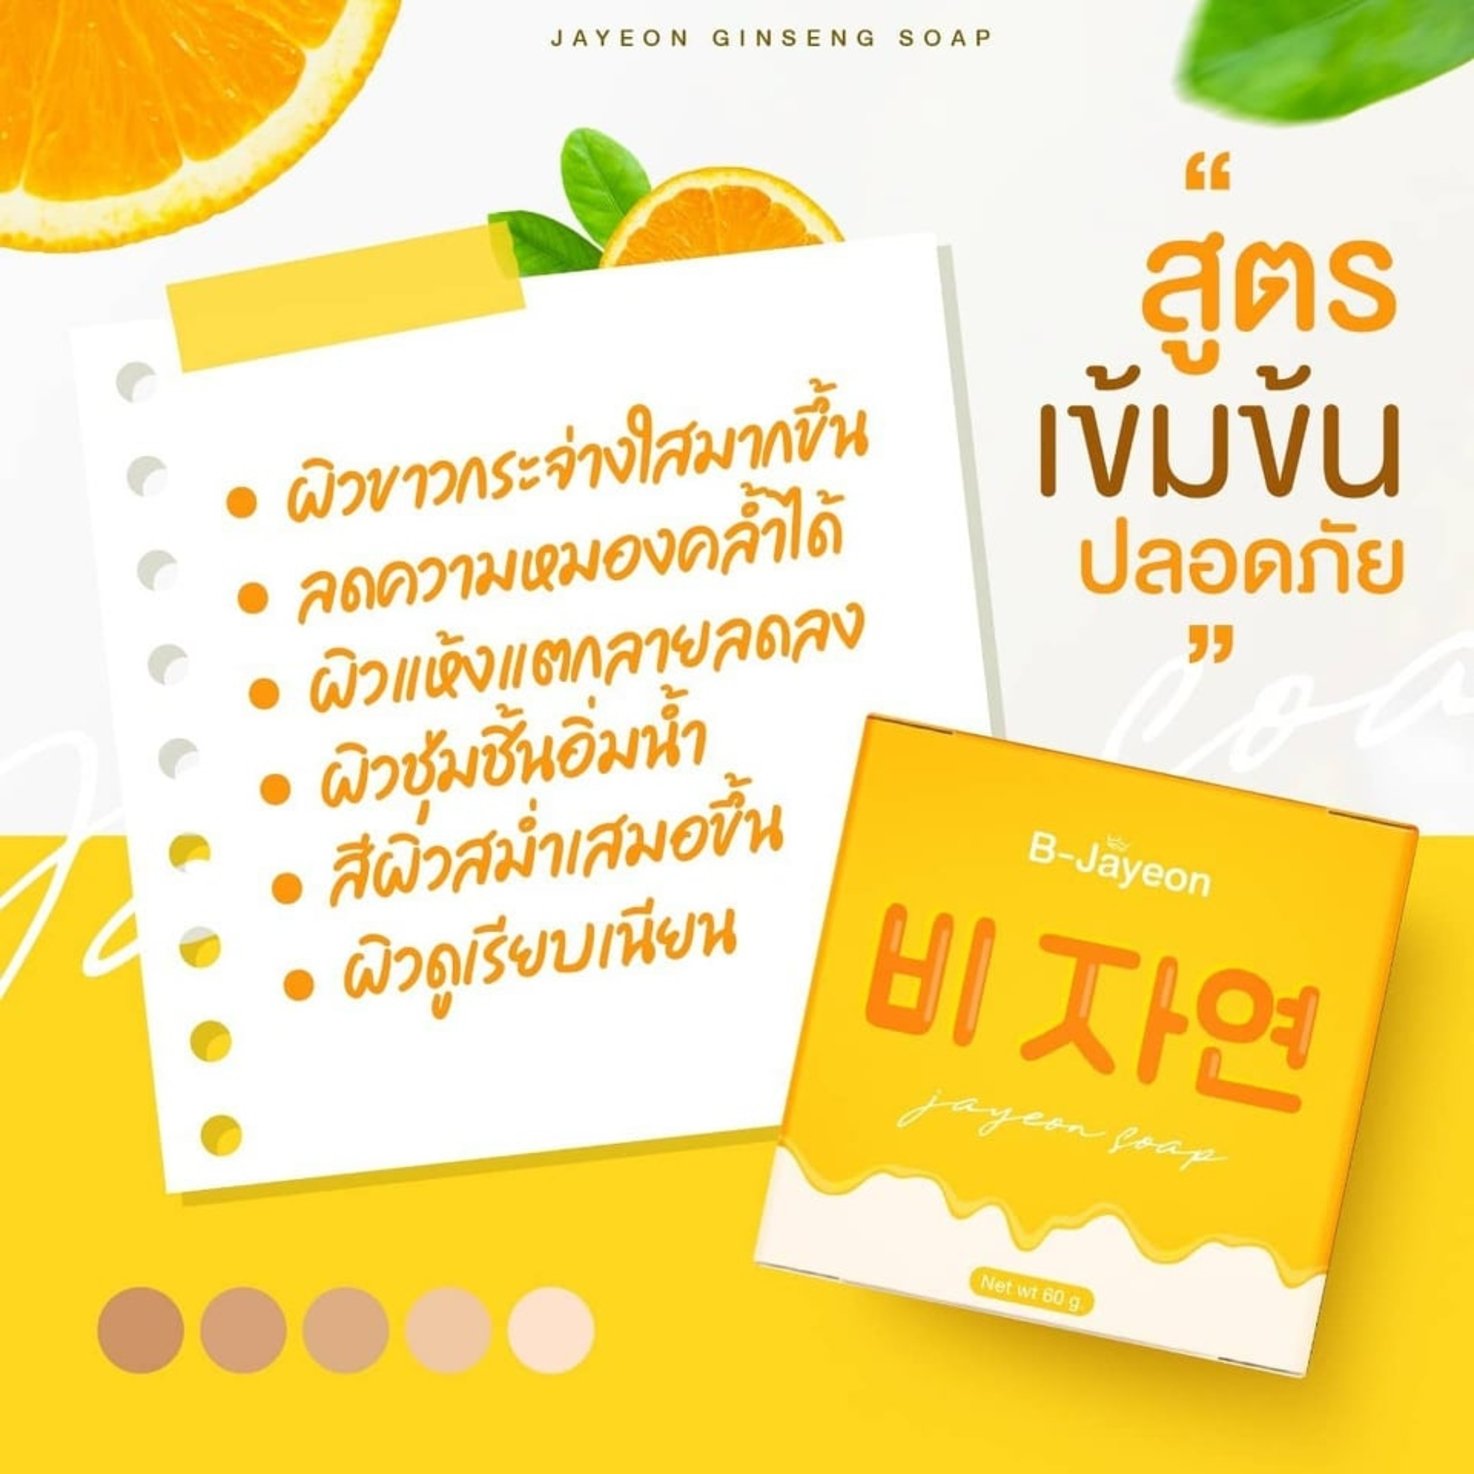 JAYEON GINSENG SOAP
“
สูตร
เข้มข้น
ปลอดภัย
”
• ผิวขาวกระจ่างใสมากขึ้น
• ลดความหมองคล้ำได้
• ผิวแห้งแตกลายลดลง
• ผิวชุ่มชื้นอิ่มน้ำ
• สีผิวสม่ำเสมอขึ้น
• ผิวดูเรียบเนียน
B-Jayeon
비 자연
jayeon soap
Net wt 60 g.